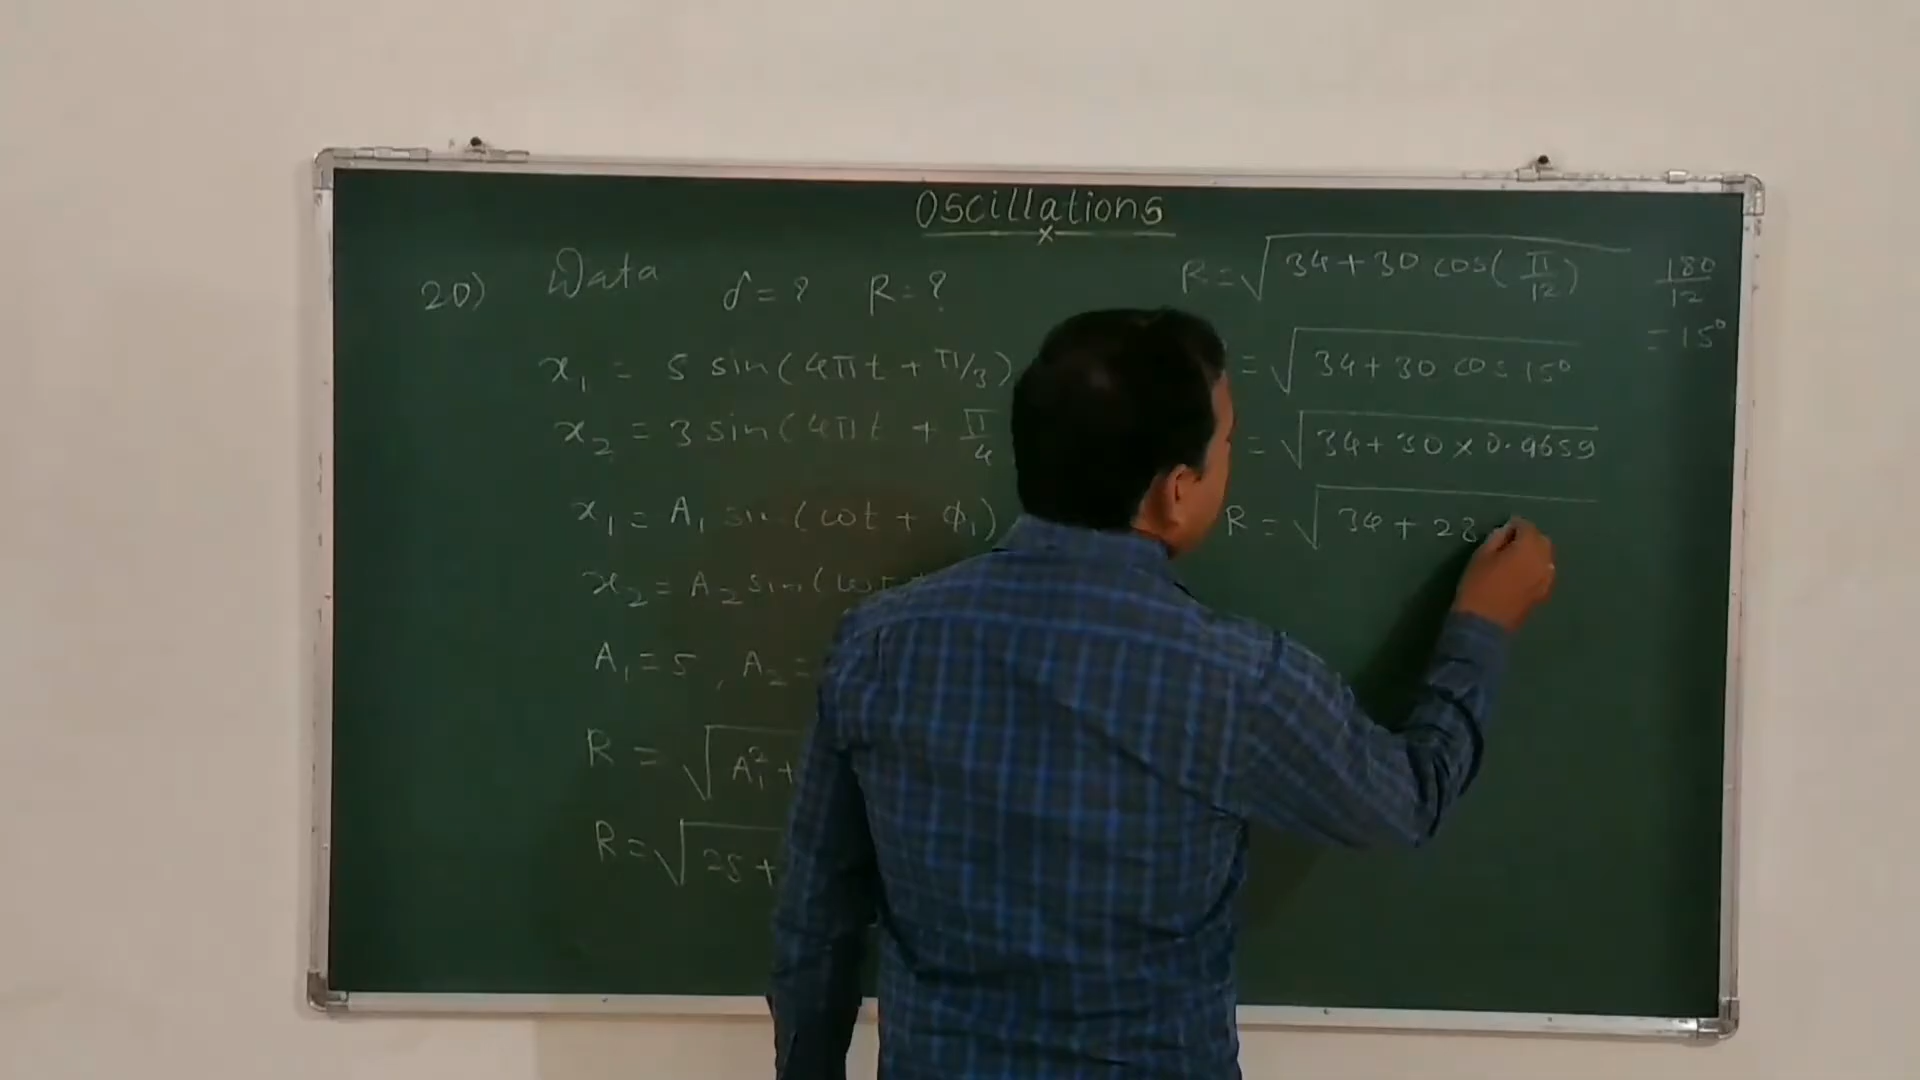 Oscillations
20) Data δ = ? R = ?
x₁ = 5 sin(4πt + π/3)
x₂ = 3 sin(4πt + π/4
x₁ = A₁ sin(ωt + φ₁)
x₂ = A₂ sin(ωt +
A₁ = 5 , A₂ =
R = √A₁² +
R = √25 +
R = √34 + 30 cos(π/12)
180/12
= 15°
= √34 + 30 cos 15°
= √34 + 30 × 0.9659
R = √34 + 28